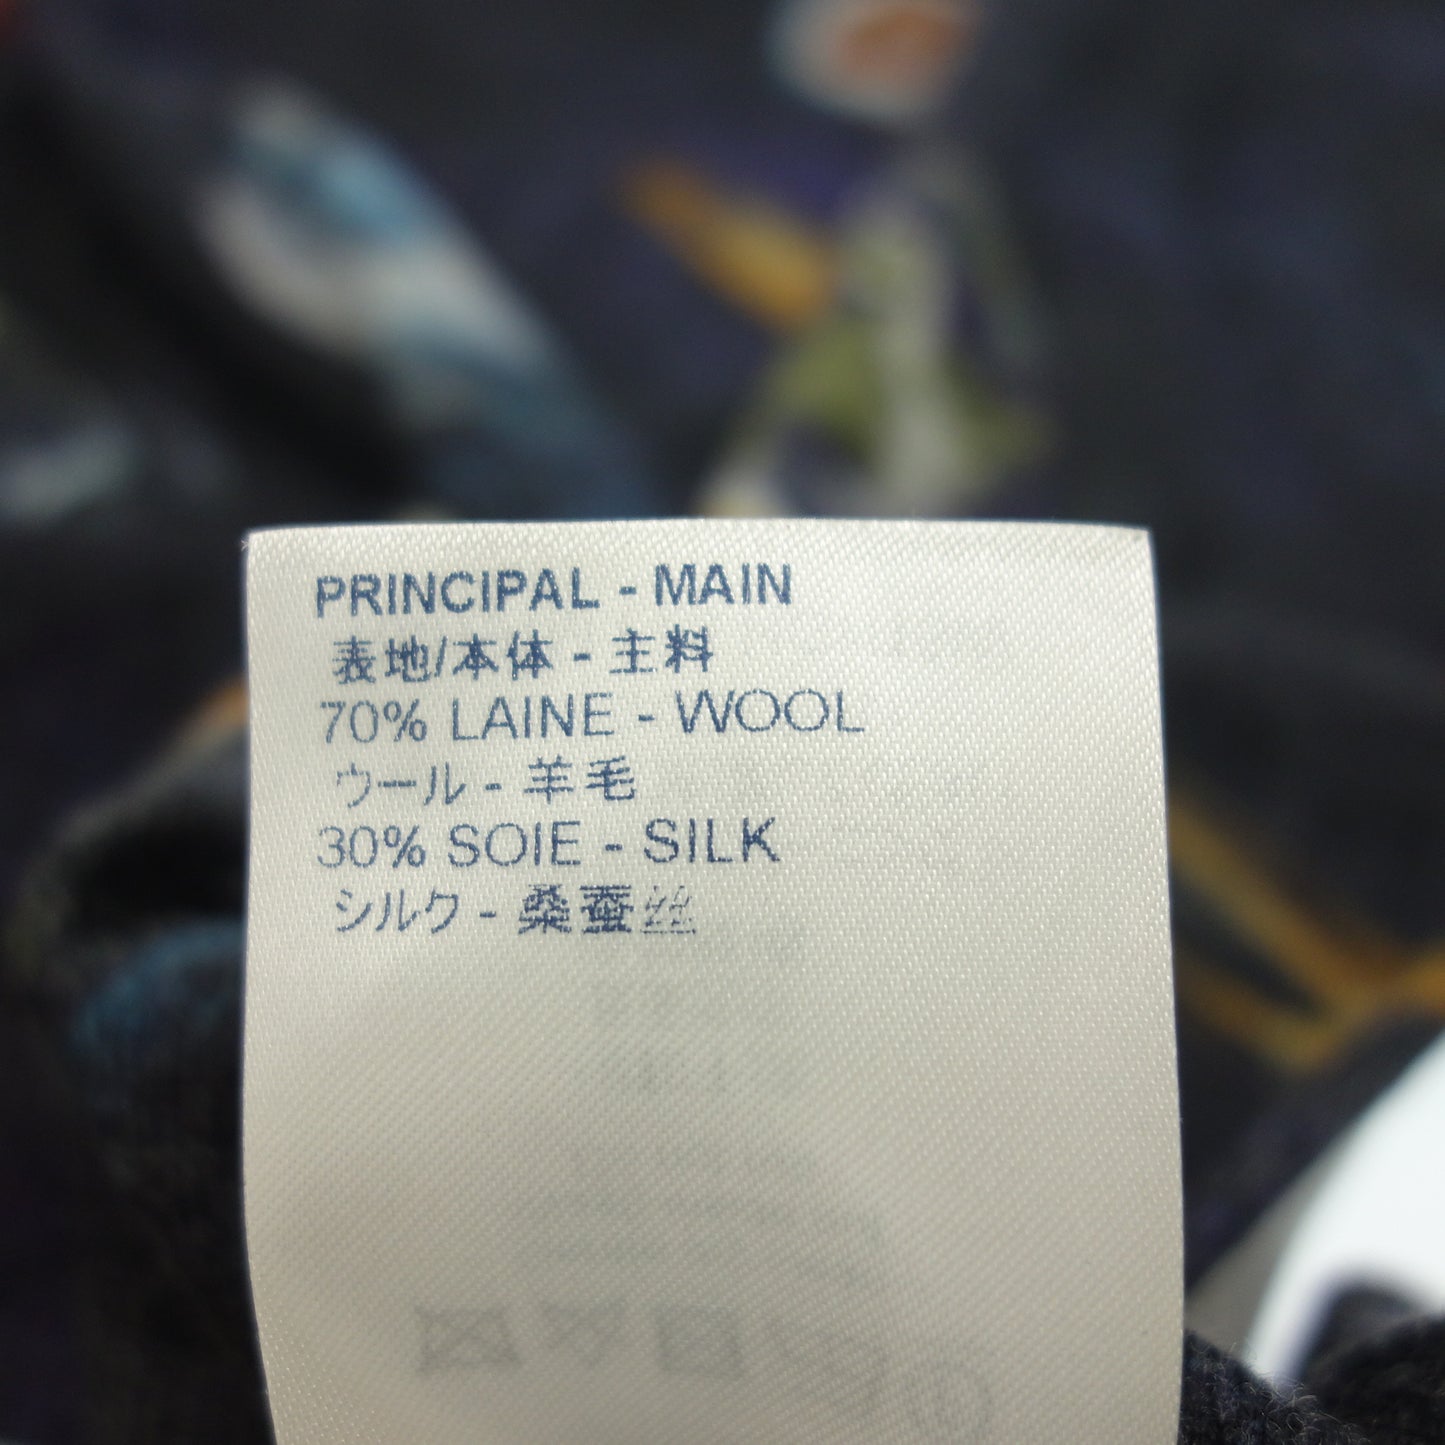 PRINCIPAL - MAIN
表地/本体 - 主料
70% LAINE - WOOL
ウール - 羊毛
30% SOIE - SILK
シルク - 桑蚕丝